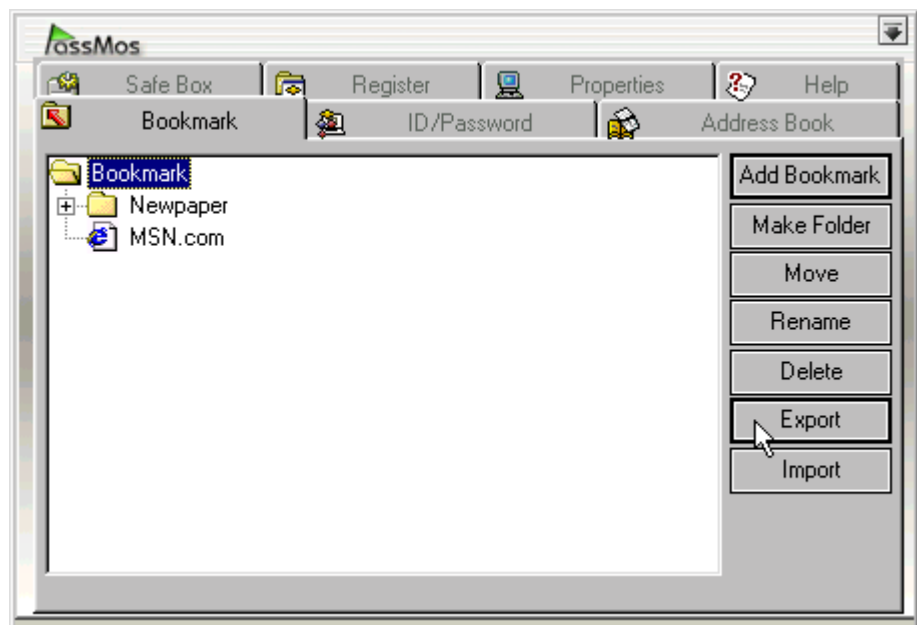 PassMos
Safe Box Register Properties Help
Bookmark ID/Password Address Book
Bookmark
Newpaper
MSN.com
Add Bookmark
Make Folder
Move
Rename
Delete
Export
Import